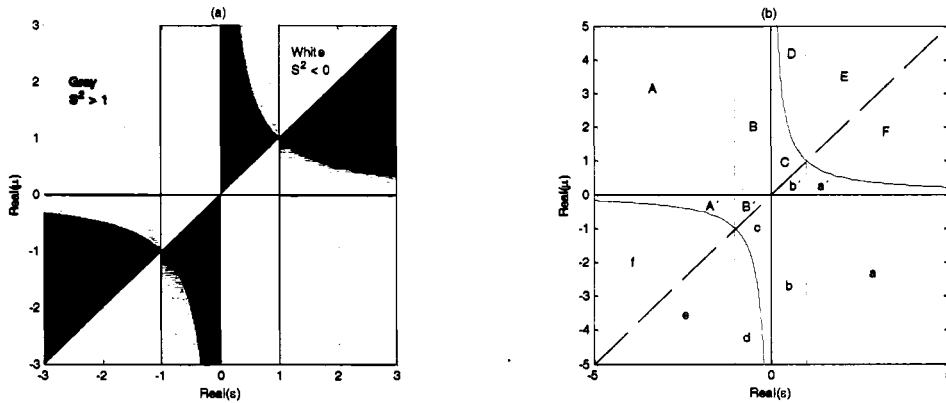 (a)
3
2
1
0
-1
-2
-3
Real(μ)
Gray
S² > 1
White
S² < 0
-3 -2 -1 0 1 2 3
Real(ε)
(b)
5
4
3
2
1
0
-1
-2
-3
-4
-5
Real(μ)
D
E
A
B
F
C
b´ a´
A´ B´
c
f
b
a
e
d
-5 0 5
Real(ε)